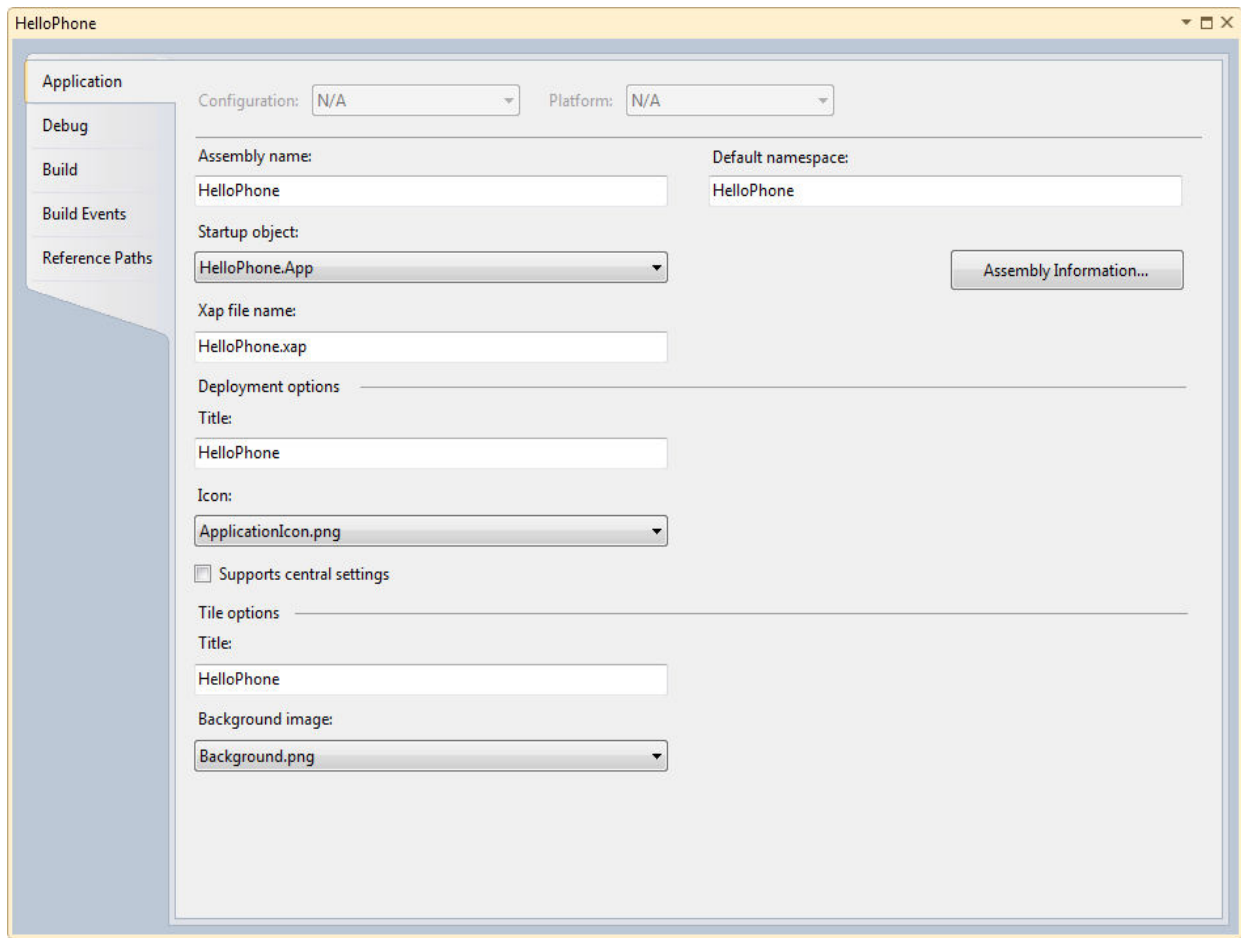 HelloPhone
Application
Debug
Build
Build Events
Reference Paths
Configuration: N/A Platform: N/A
Assembly name: Default namespace:
HelloPhone HelloPhone
Startup object:
HelloPhone.App Assembly Information...
Xap file name:
HelloPhone.xap
Deployment options
Title:
HelloPhone
Icon:
ApplicationIcon.png
Supports central settings
Tile options
Title:
HelloPhone
Background image:
Background.png